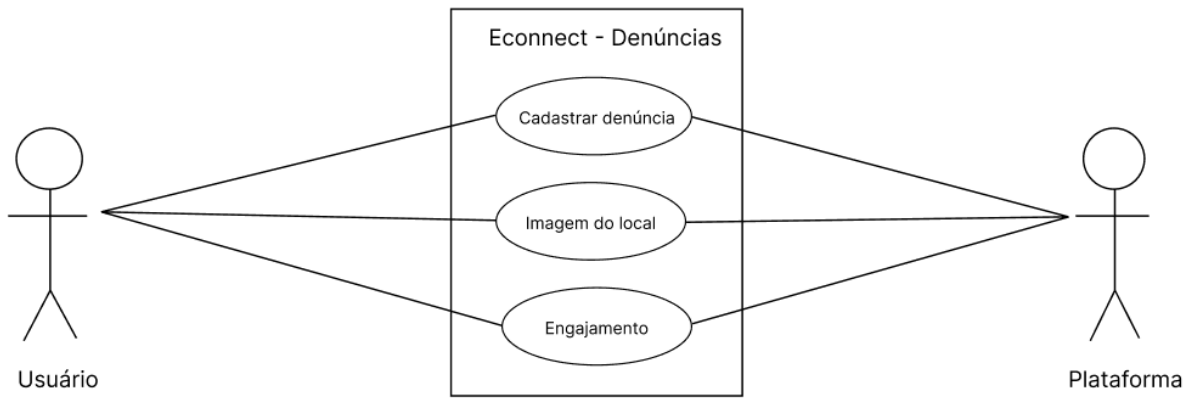 Econnect - Denúncias
Cadastrar denúncia
Imagem do local
Engajamento
Usuário
Plataforma